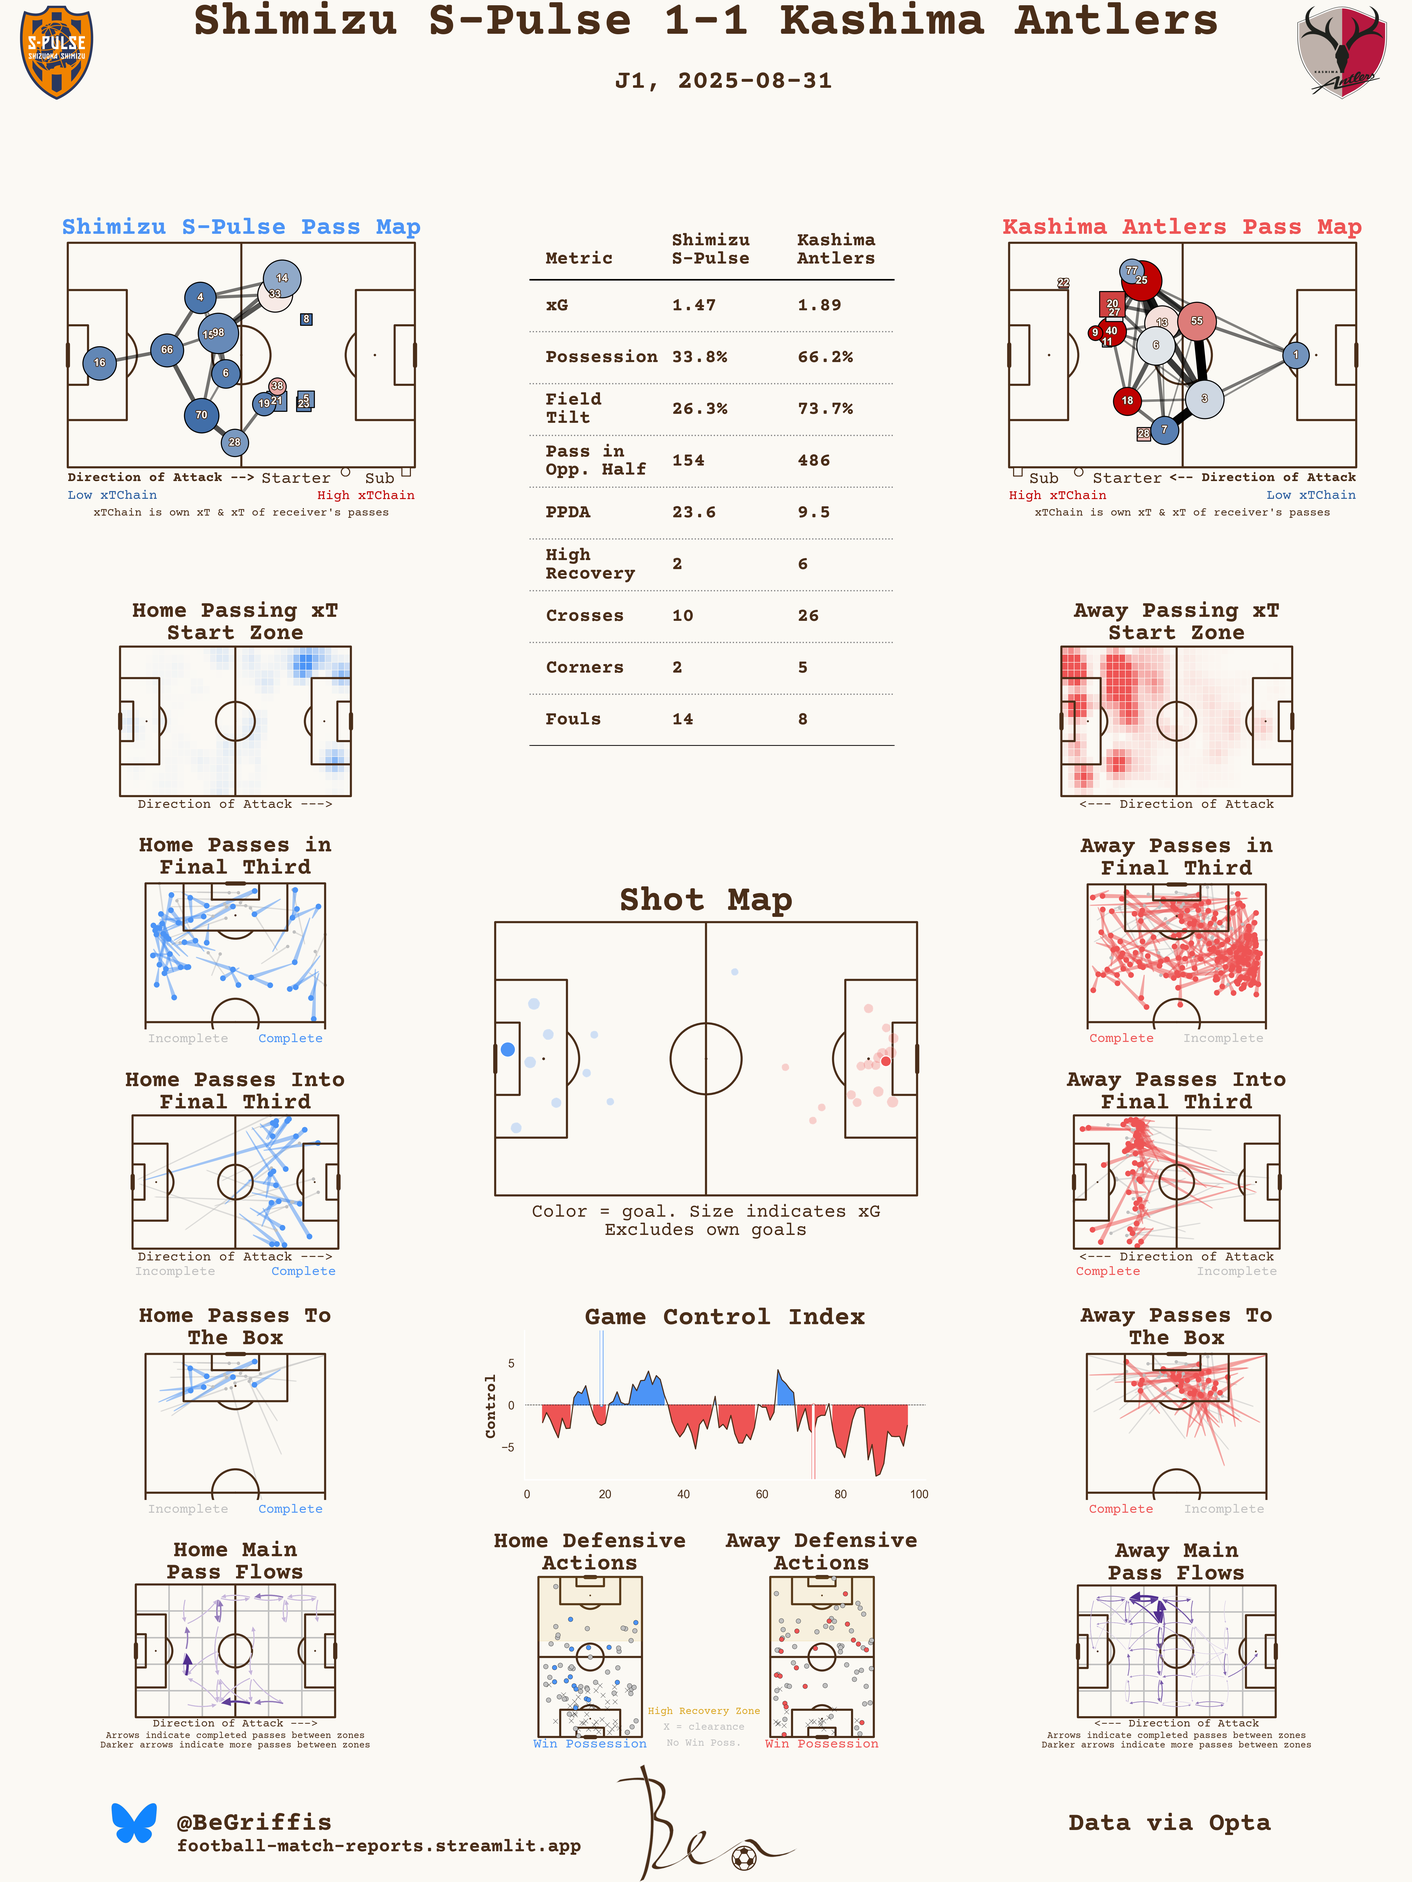 Shimizu S-Pulse 1-1 Kashima Antlers
J1, 2025-08-31
S-PULSE
SHIZUOKA SHIMIZU
KASHIMA
Antlers
Shimizu S-Pulse Pass Map
14
33
4
8
15
98
66
16
6
38
19
21
5
23
70
28
Direction of Attack --> Starter Sub
Low xTChain High xTChain
xTChain is own xT & xT of receiver's passes
Metric Shimizu S-Pulse Kashima Antlers
xG 1.47 1.89
Possession 33.8% 66.2%
Field Tilt 26.3% 73.7%
Pass in Opp. Half 154 486
PPDA 23.6 9.5
High Recovery 2 6
Crosses 10 26
Corners 2 5
Fouls 14 8
Kashima Antlers Pass Map
77
22
25
20
27
13
55
9
40
11
6
1
18
3
28
7
Sub Starter <-- Direction of Attack
High xTChain Low xTChain
xTChain is own xT & xT of receiver's passes
Home Passing xT
Start Zone
Direction of Attack --->
Away Passing xT
Start Zone
<--- Direction of Attack
Home Passes in
Final Third
Incomplete Complete
Shot Map
Color = goal. Size indicates xG
Excludes own goals
Away Passes in
Final Third
Complete Incomplete
Home Passes Into
Final Third
Direction of Attack --->
Incomplete Complete
Away Passes Into
Final Third
<--- Direction of Attack
Complete Incomplete
Home Passes To
The Box
Incomplete Complete
Game Control Index
Control
5
0
−5
0 20 40 60 80 100
Away Passes To
The Box
Complete Incomplete
Home Main
Pass Flows
Direction of Attack --->
Arrows indicate completed passes between zones
Darker arrows indicate more passes between zones
Home Defensive
Actions
Win Possession
High Recovery Zone
X = clearance
No Win Poss.
Away Defensive
Actions
Win Possession
Away Main
Pass Flows
<--- Direction of Attack
Arrows indicate completed passes between zones
Darker arrows indicate more passes between zones
@BeGriffis
football-match-reports.streamlit.app
Ben
Data via Opta